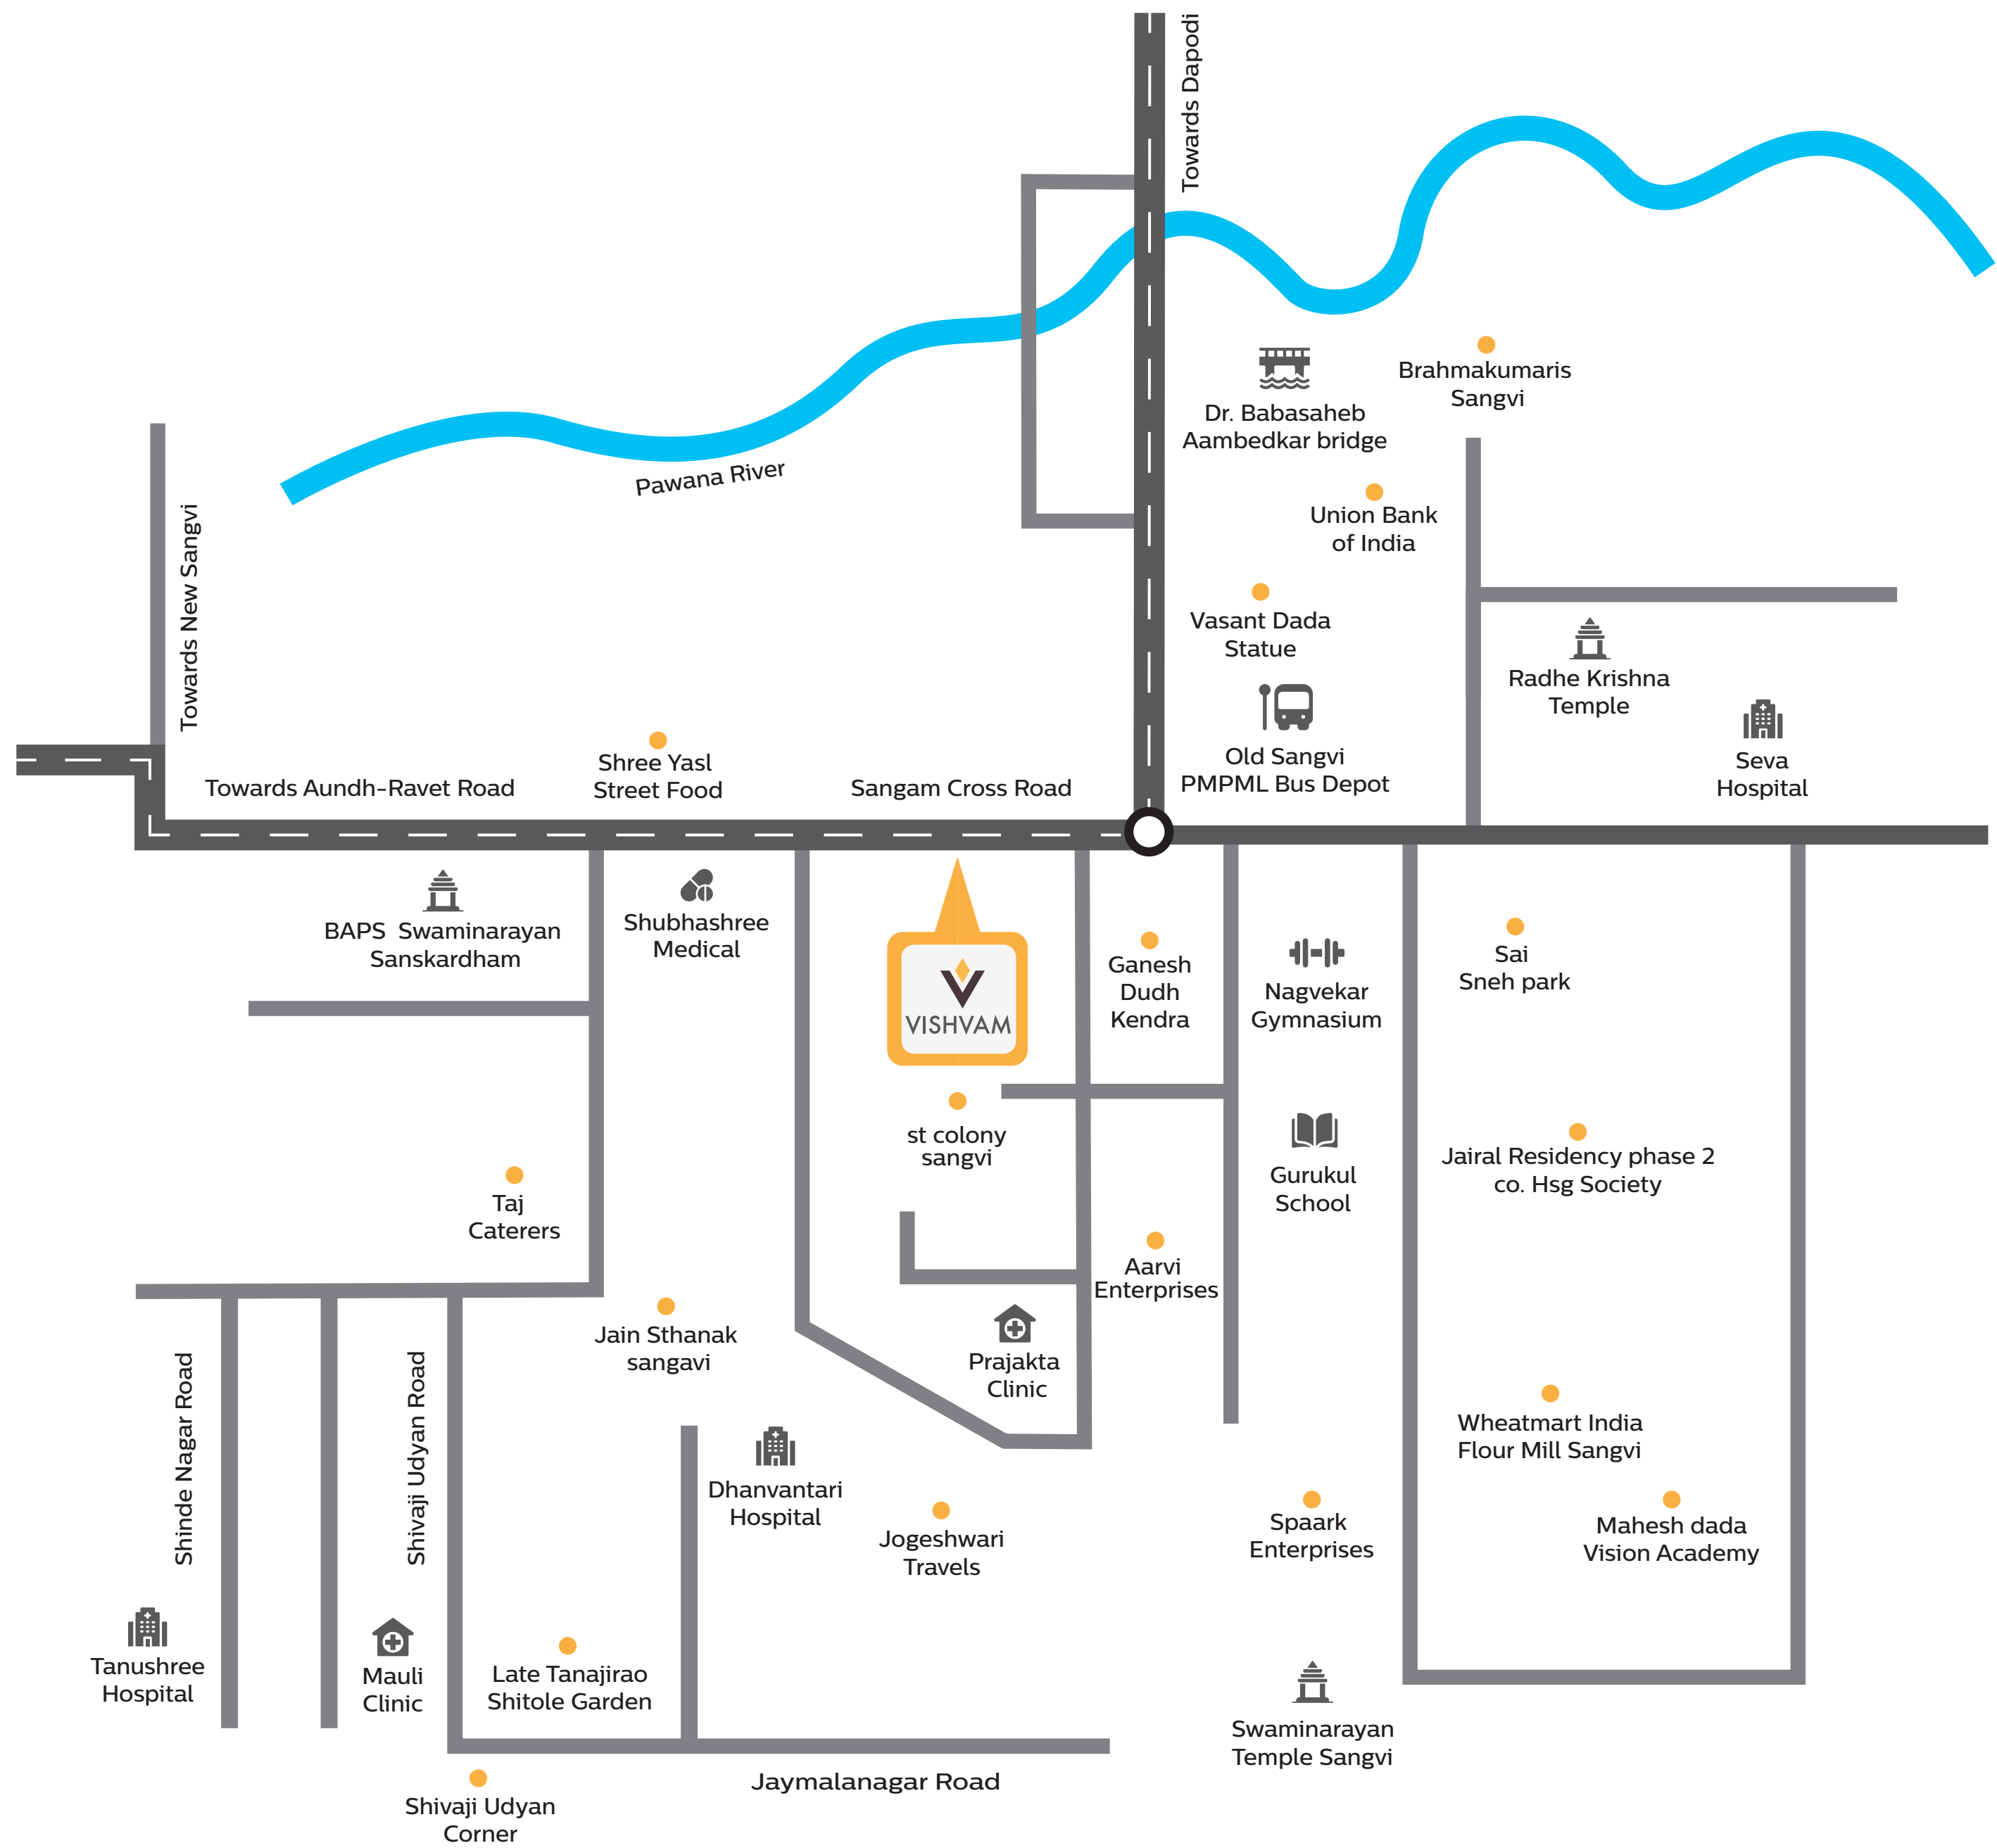 Towards Dapodi
Pawana River
Dr. Babasaheb
Aambedkar bridge
Brahmakumaris
Sangvi
Union Bank
of India
Vasant Dada
Statue
Towards New Sangvi
Radhe Krishna
Temple
Old Sangvi
PMPML Bus Depot
Seva
Hospital
Towards Aundh-Ravet Road
Shree Yasl
Street Food
Sangam Cross Road
BAPS  Swaminarayan
Sanskardham
Shubhashree
Medical
VISHVAM
Ganesh
Dudh
Kendra
Nagvekar
Gymnasium
Sai
Sneh park
st colony
sangvi
Gurukul
School
Jairal Residency phase 2
co. Hsg Society
Taj
Caterers
Aarvi
Enterprises
Jain Sthanak
sangavi
Prajakta
Clinic
Shinde Nagar Road
Shivaji Udyan Road
Dhanvantari
Hospital
Jogeshwari
Travels
Wheatmart India
Flour Mill Sangvi
Spaark
Enterprises
Mahesh dada
Vision Academy
Tanushree
Hospital
Mauli
Clinic
Late Tanajirao
Shitole Garden
Swaminarayan
Temple Sangvi
Jaymalanagar Road
Shivaji Udyan
Corner